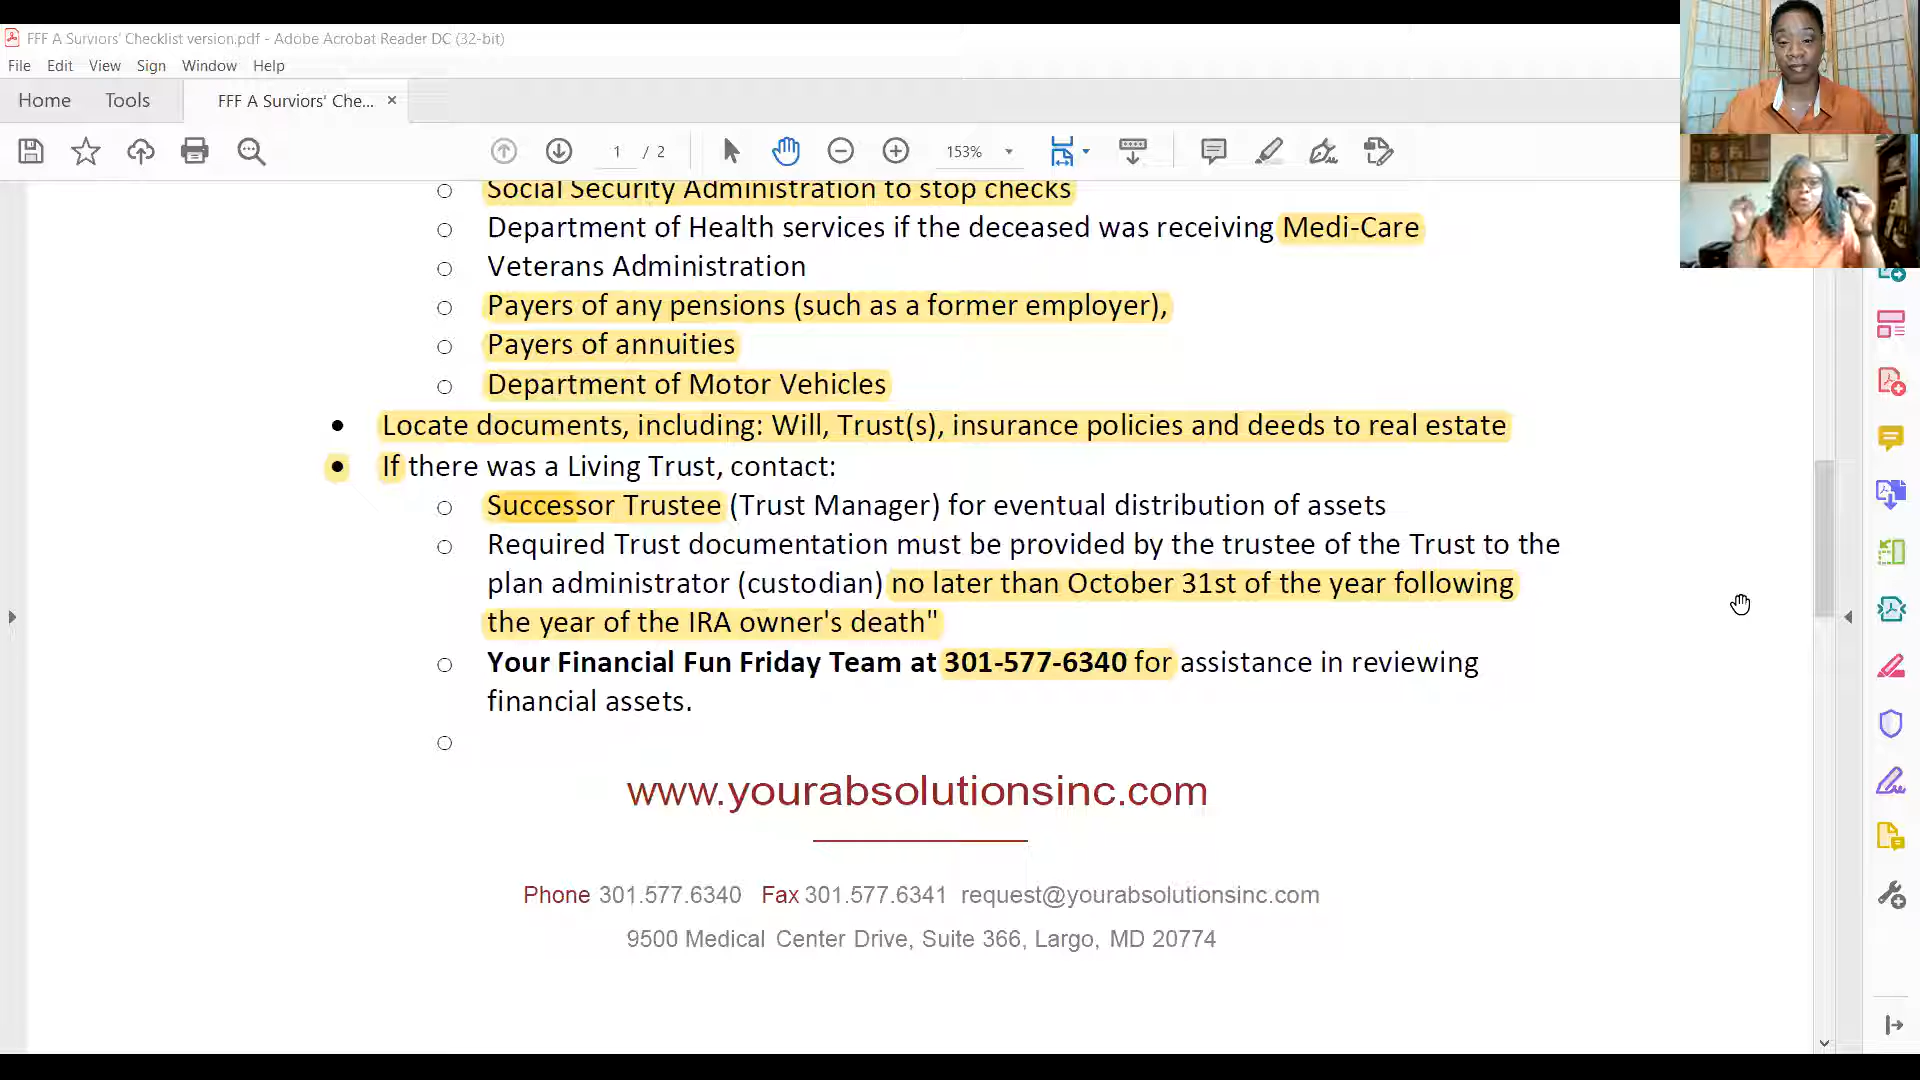 FFF A Surviors' Checklist version.pdf - Adobe Acrobat Reader DC (32-bit)
File Edit View Sign Window Help
Home Tools FFF A Surviors' Che... ×
1 / 2 153%
o Social Security Administration to stop checks
o Department of Health services if the deceased was receiving Medi-Care
o Veterans Administration
o Payers of any pensions (such as a former employer),
o Payers of annuities
o Department of Motor Vehicles
• Locate documents, including: Will, Trust(s), insurance policies and deeds to real estate
• If there was a Living Trust, contact:
o Successor Trustee (Trust Manager) for eventual distribution of assets
o Required Trust documentation must be provided by the trustee of the Trust to the
plan administrator (custodian) no later than October 31st of the year following
the year of the IRA owner's death"
o Your Financial Fun Friday Team at 301-577-6340 for assistance in reviewing
financial assets.
o
www.yourabsolutionsinc.com
Phone 301.577.6340 Fax 301.577.6341 request@yourabsolutionsinc.com
9500 Medical Center Drive, Suite 366, Largo, MD 20774